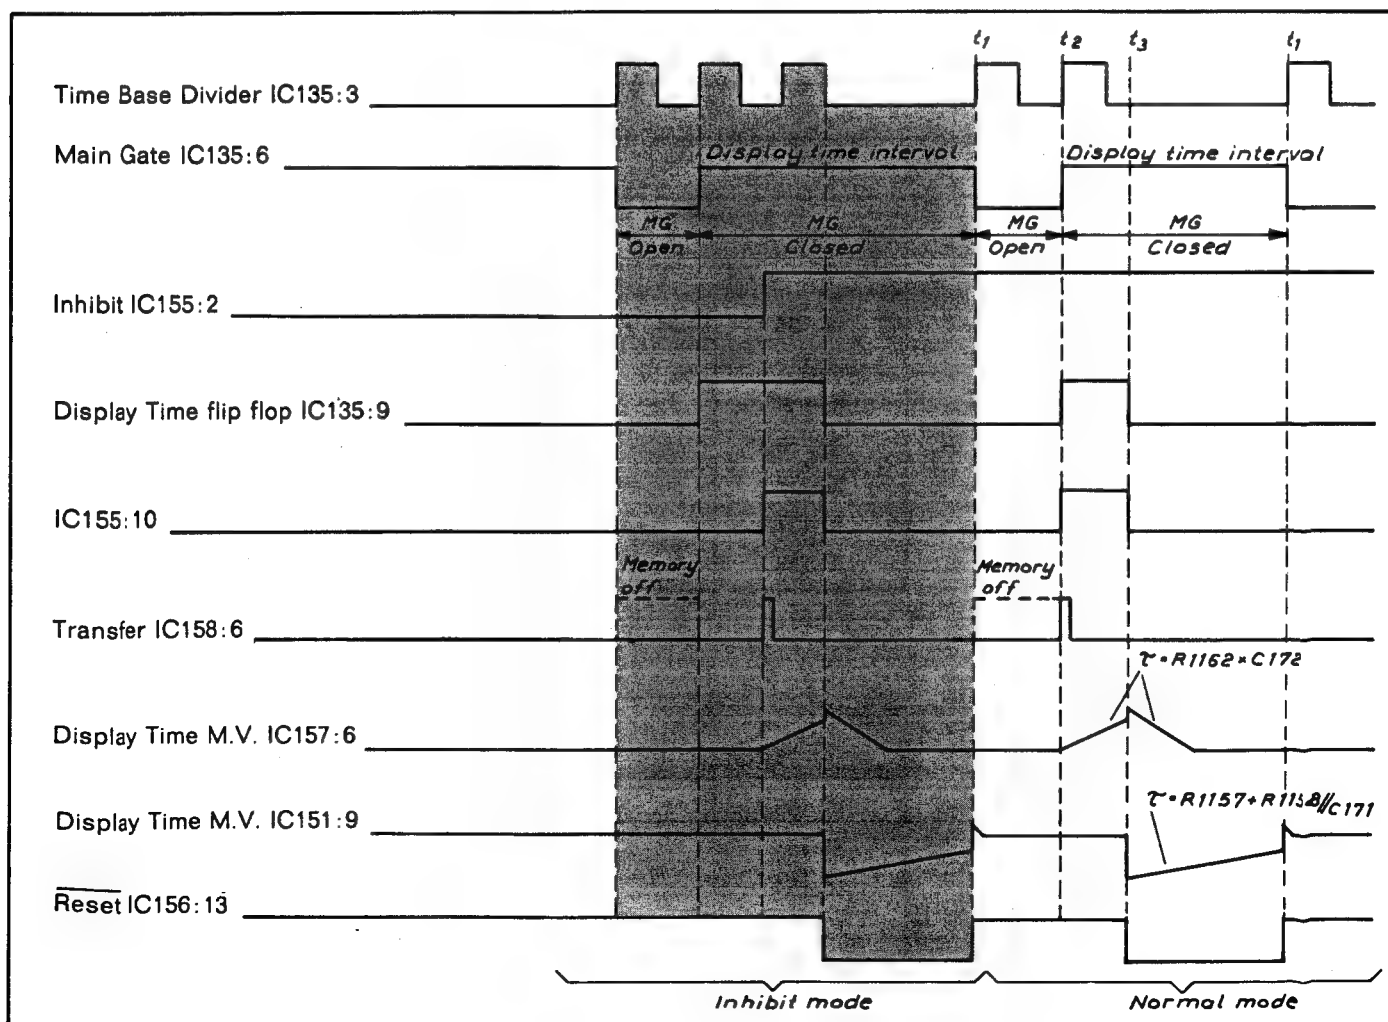 t1 t2 t3 t1
Time Base Divider IC135:3
Main Gate IC135:6
Display time interval Display time interval
MG Open MG Closed MG Open MG Closed
Inhibit IC155:2
Display Time flip flop IC135:9
IC155:10
Memory off Memory off
Transfer IC158:6
τ=R1162×C172
Display Time M.V. IC157:6
τ=R1157+R1158//C171
Display Time M.V. IC151:9
Reset IC156:13
Inhibit mode Normal mode